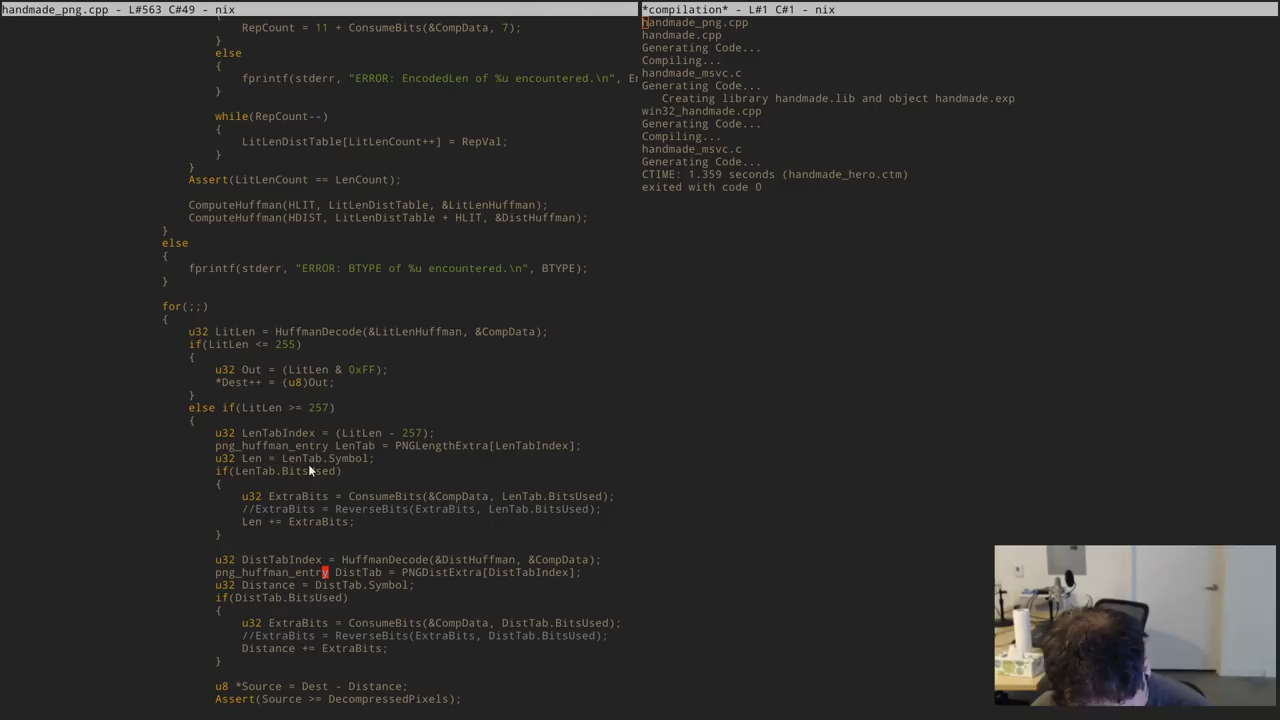 handmade_png.cpp - L#563 C#49 - nix
RepCount = 11 + ConsumeBits(&CompData, 7);
}
else
{
fprintf(stderr, "ERROR: EncodedLen of %u encountered.\n", En
}
while(RepCount--)
{
LitLenDistTable[LitLenCount++] = RepVal;
}
}
Assert(LitLenCount == LenCount);
ComputeHuffman(HLIT, LitLenDistTable, &LitLenHuffman);
ComputeHuffman(HDIST, LitLenDistTable + HLIT, &DistHuffman);
}
else
{
fprintf(stderr, "ERROR: BTYPE of %u encountered.\n", BTYPE);
}
for(;;)
{
u32 LitLen = HuffmanDecode(&LitLenHuffman, &CompData);
if(LitLen <= 255)
{
u32 Out = (LitLen & 0xFF);
*Dest++ = (u8)Out;
}
else if(LitLen >= 257)
{
u32 LenTabIndex = (LitLen - 257);
png_huffman_entry LenTab = PNGLengthExtra[LenTabIndex];
u32 Len = LenTab.Symbol;
if(LenTab.BitsUsed)
{
u32 ExtraBits = ConsumeBits(&CompData, LenTab.BitsUsed);
//ExtraBits = ReverseBits(ExtraBits, LenTab.BitsUsed);
Len += ExtraBits;
}
u32 DistTabIndex = HuffmanDecode(&DistHuffman, &CompData);
png_huffman_entry DistTab = PNGDistExtra[DistTabIndex];
u32 Distance = DistTab.Symbol;
if(DistTab.BitsUsed)
{
u32 ExtraBits = ConsumeBits(&CompData, DistTab.BitsUsed);
//ExtraBits = ReverseBits(ExtraBits, DistTab.BitsUsed);
Distance += ExtraBits;
}
u8 *Source = Dest - Distance;
Assert(Source >= DecompressedPixels);
*compilation* - L#1 C#1 - nix
handmade_png.cpp
handmade.cpp
Generating Code...
Compiling...
handmade_msvc.c
Generating Code...
Creating library handmade.lib and object handmade.exp
win32_handmade.cpp
Generating Code...
Compiling...
handmade_msvc.c
Generating Code...
CTIME: 1.359 seconds (handmade_hero.ctm)
exited with code 0